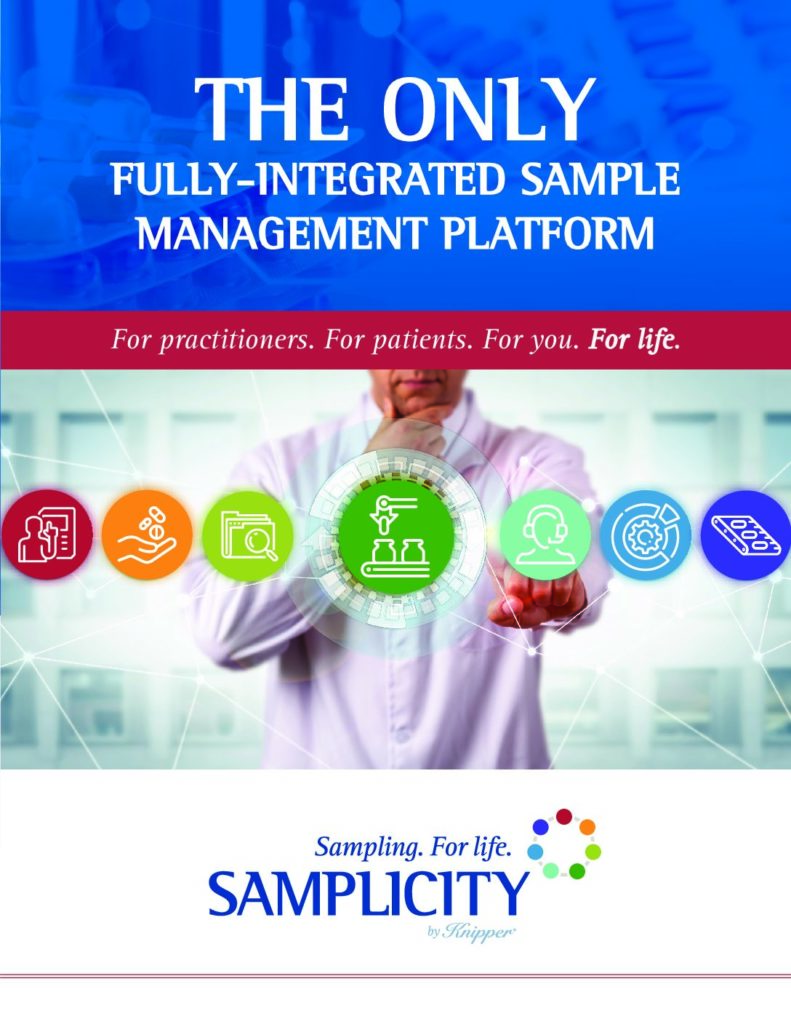 THE ONLY
FULLY-INTEGRATED SAMPLE
MANAGEMENT PLATFORM
For practitioners. For patients. For you. For life.
Sampling. For life.
SAMPLICITY
by Knipper